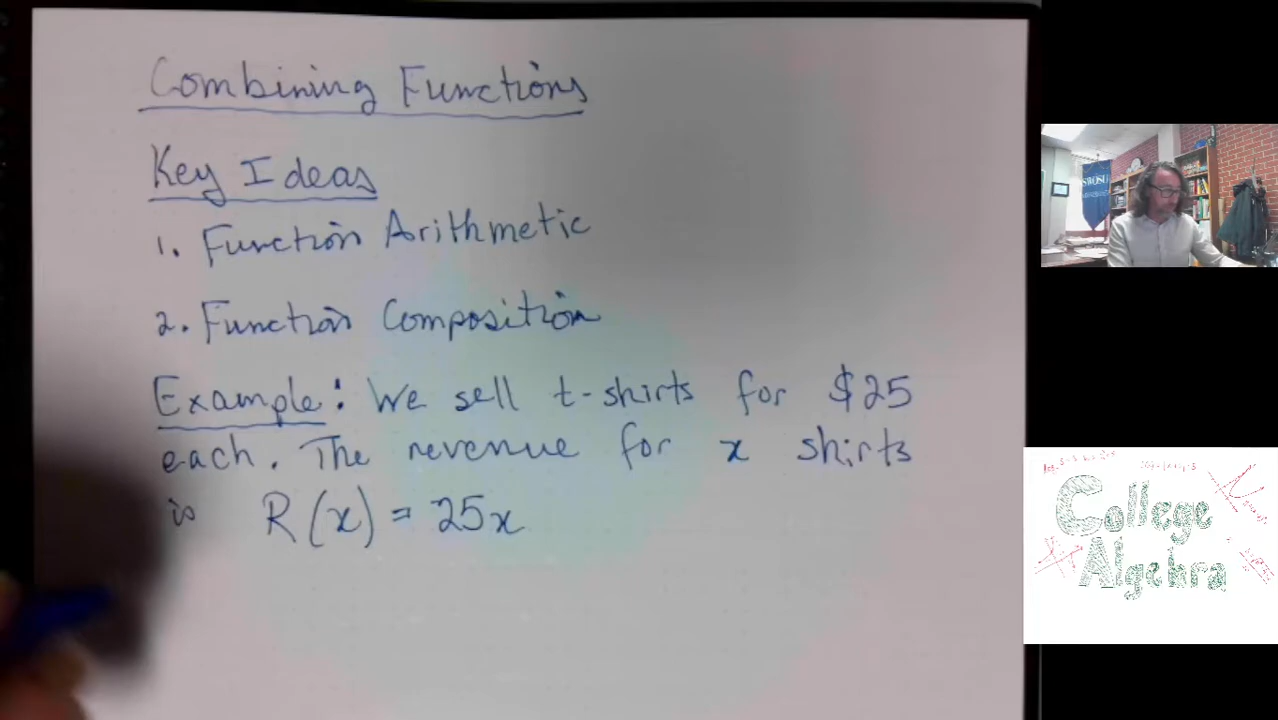 Combining Functions
Key Ideas
1. Function Arithmetic
2. Function Composition
Example: We sell t-shirts for $25
each. The revenue for x shirts
is R(x) = 25x
SWOSU
College
Algebra